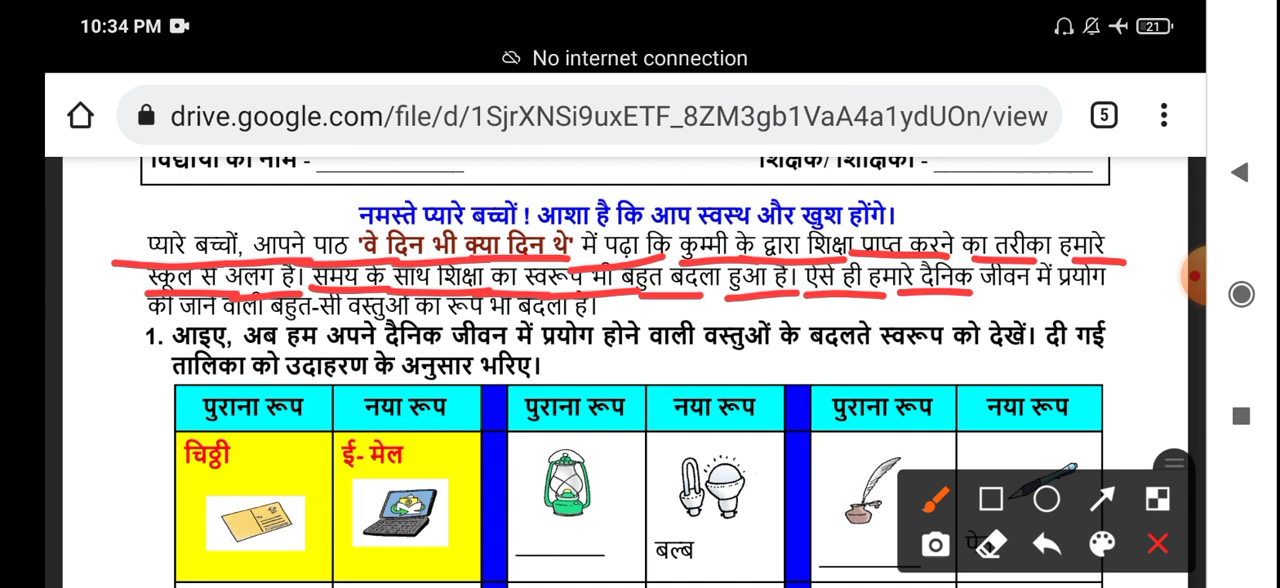 10:34 PM
21
No internet connection
drive.google.com/file/d/1SjrXNSi9uxETF_8ZM3gb1VaA4a1ydUOn/view
5
विद्यार्थी का नाम - ____________ शिक्षक/ शिक्षिका - ____________
नमस्ते प्यारे बच्चों ! आशा है कि आप स्वस्थ और खुश होंगे।
प्यारे बच्चों, आपने पाठ 'वे दिन भी क्या दिन थे' में पढ़ा कि कुम्मी के द्वारा शिक्षा प्राप्त करने का तरीका हमारे
स्कूल से अलग है। समय के साथ शिक्षा का स्वरूप भी बहुत बदला हुआ है। ऐसे ही हमारे दैनिक जीवन में प्रयोग
की जाने वाली बहुत-सी वस्तुओं का रूप भी बदला है।
1. आइए, अब हम अपने दैनिक जीवन में प्रयोग होने वाली वस्तुओं के बदलते स्वरूप को देखें। दी गई
तालिका को उदाहरण के अनुसार भरिए।
पुराना रूप नया रूप पुराना रूप नया रूप पुराना रूप नया रूप
चिठ्ठी ई- मेल
बल्ब